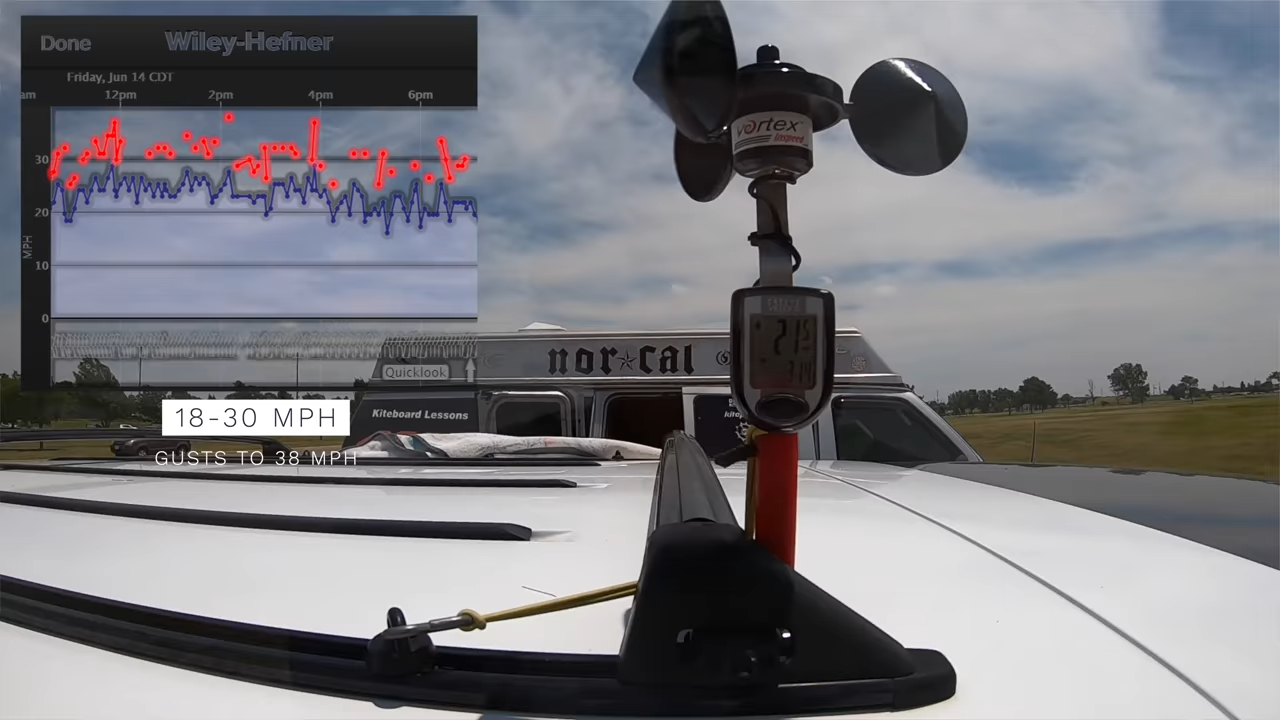 Done
Wiley-Hefner
Friday, Jun 14 CDT
am 12pm 2pm 4pm 6pm
30
20
10
0
MPH
Quicklook
18-30 MPH
GUSTS TO 38 MPH
vortex
Inspeed
nor cal
Kiteboard Lessons